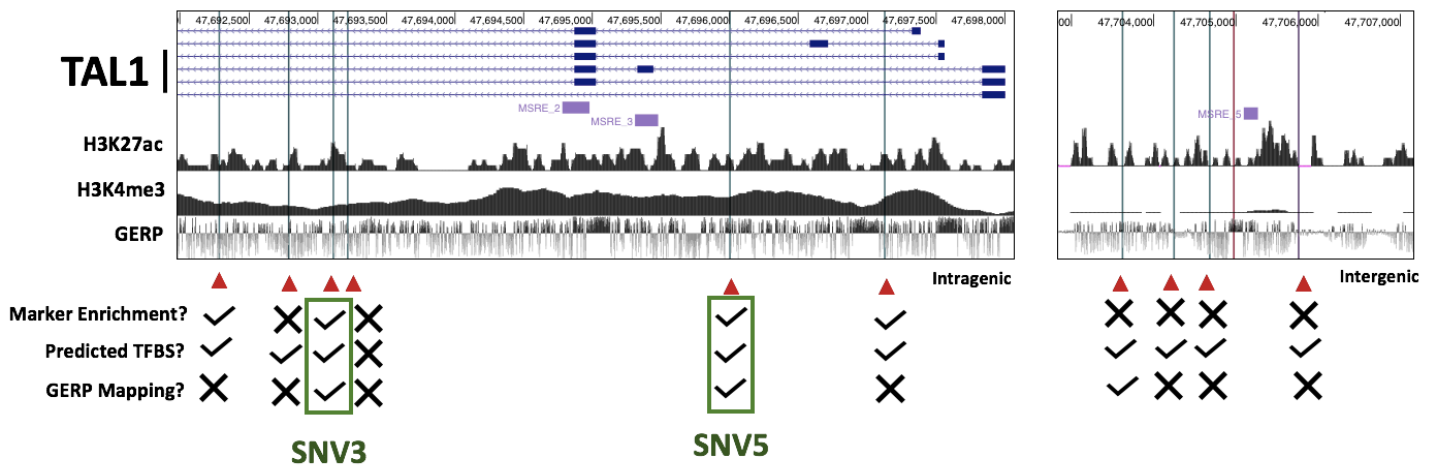 47,692,500 47,693,000 47,693,500 47,694,000 47,694,500 47,695,000 47,695,500 47,696,000 47,696,500 47,697,000 47,697,500 47,698,000
00 47,704,000 47,705,000 47,706,000 47,707,000
TAL1
MSRE_2
MSRE_3
MSRE_5
H3K27ac
H3K4me3
GERP
Intragenic
Intergenic
Marker Enrichment?
Predicted TFBS?
GERP Mapping?
SNV3
SNV5